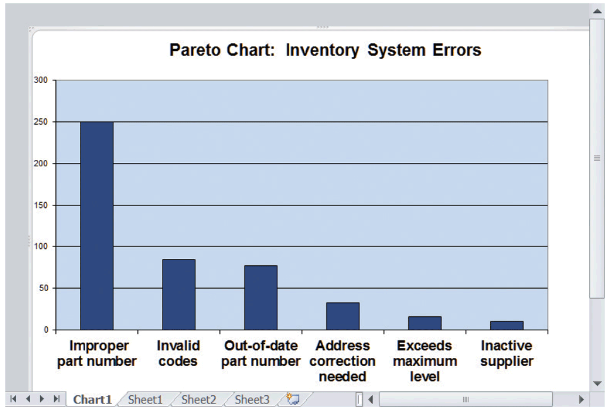 Pareto Chart: Inventory System Errors
300
250
200
150
100
50
0
Improper part number
Invalid codes
Out-of-date part number
Address correction needed
Exceeds maximum level
Inactive supplier
Chart1 Sheet1 Sheet2 Sheet3